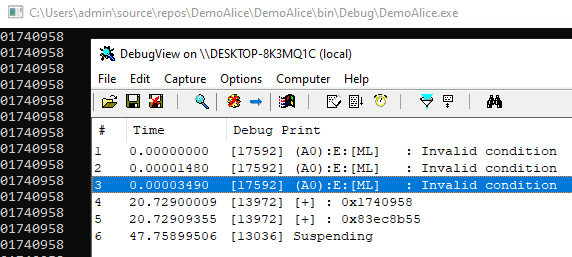 C:\Users\admin\source\repos\DemoAlice\DemoAlice\bin\Debug\DemoAlice.exe
01740958
01740958
01740958
01740958
01740958
01740958
01740958
01740958
01740958
01740958
01740958
01740958
01740958
01740958
DebugView on \\DESKTOP-8K3MQ1C (local)
File Edit Capture Options Computer Help
# Time Debug Print
1 0.00000000 [17592] (A0):E:[ML] : Invalid condition
2 0.00001480 [17592] (A0):E:[ML] : Invalid condition
3 0.00003490 [17592] (A0):E:[ML] : Invalid condition
4 20.72900009 [13972] [+] : 0x1740958
5 20.72909355 [13972] [+] : 0x83ec8b55
6 47.75899506 [13036] Suspending